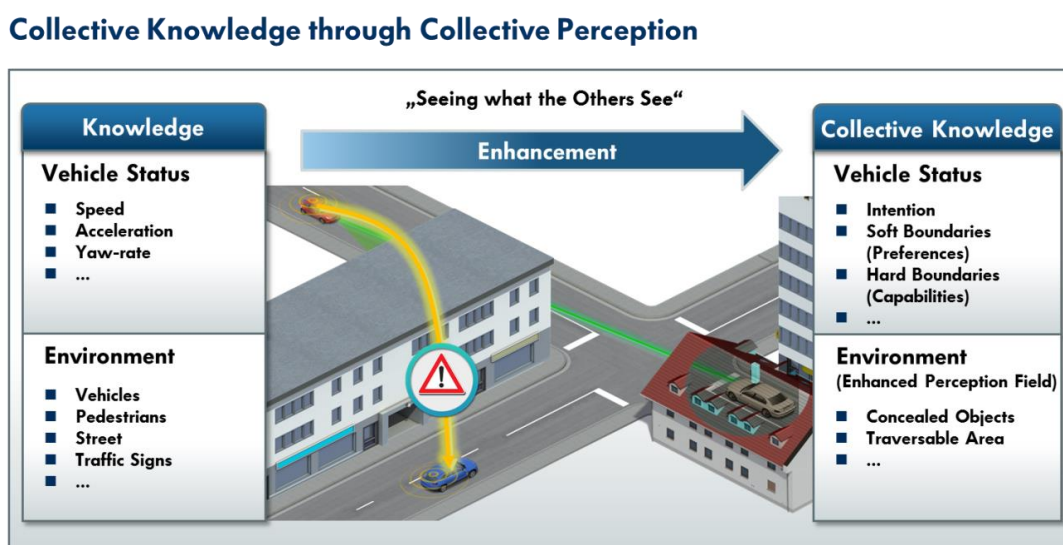 Collective Knowledge through Collective Perception
„Seeing what the Others See“
Enhancement
Knowledge
Vehicle Status
Speed
Acceleration
Yaw-rate
...
Environment
Vehicles
Pedestrians
Street
Traffic Signs
...
Collective Knowledge
Vehicle Status
Intention
Soft Boundaries
(Preferences)
Hard Boundaries
(Capabilities)
...
Environment
(Enhanced Perception Field)
Concealed Objects
Traversable Area
...